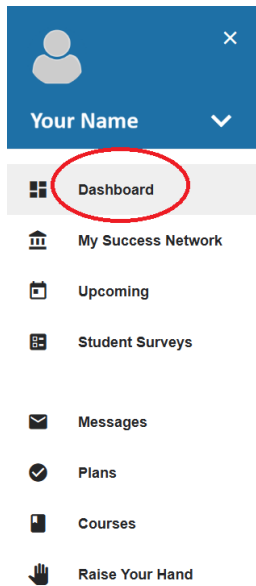 Your Name
Dashboard
My Success Network
Upcoming
Student Surveys
Messages
Plans
Courses
Raise Your Hand